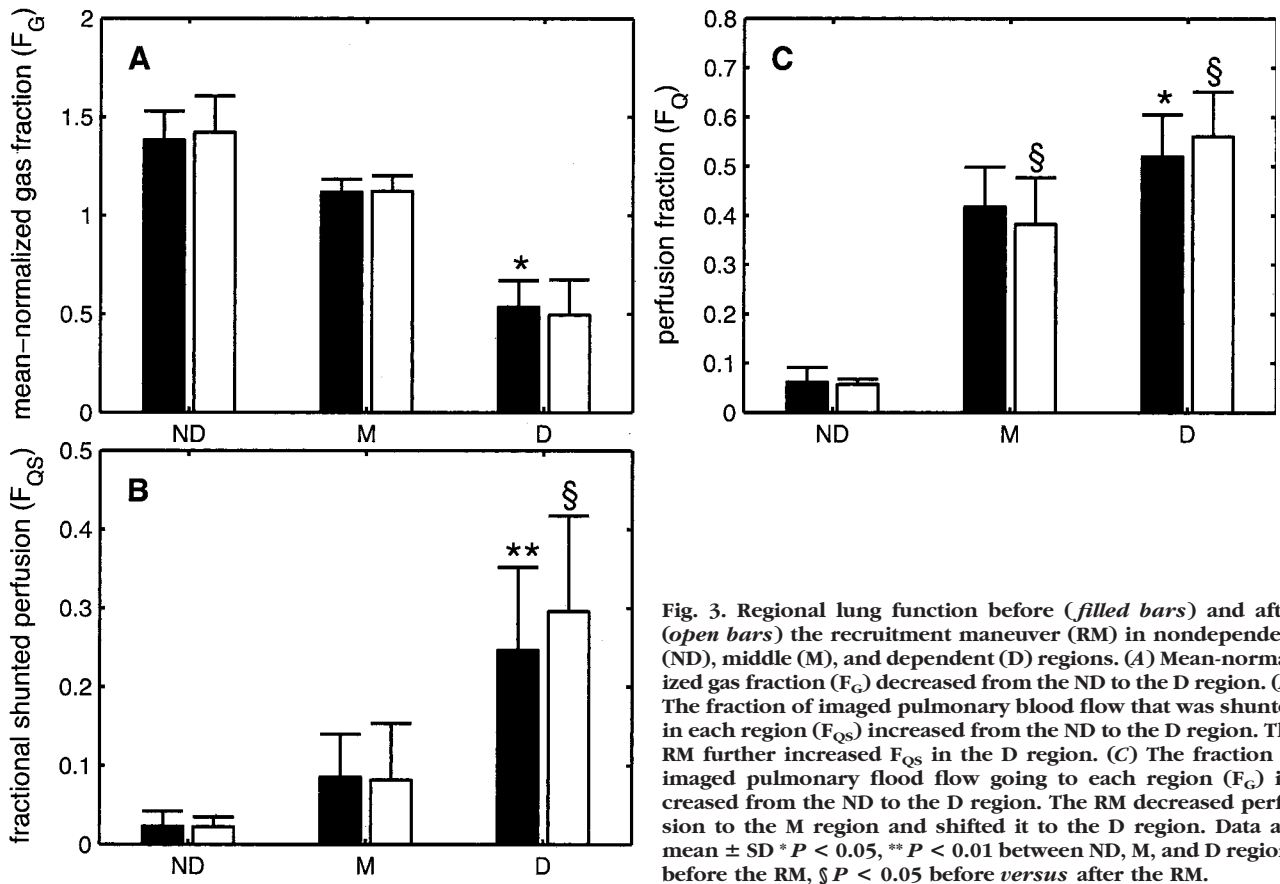 mean-normalized gas fraction (FG)
2
1.5
1
0.5
0
A
*
ND M D
fractional shunted perfusion (FQS)
0.5
0.4
0.3
0.2
0.1
0
B
**
§
ND M D
perfusion fraction (FQ)
0.8
0.7
0.6
0.5
0.4
0.3
0.2
0.1
0
C
§
*
§
ND M D
Fig. 3. Regional lung function before (filled bars) and aft
(open bars) the recruitment maneuver (RM) in nondepende
(ND), middle (M), and dependent (D) regions. (A) Mean-norma
ized gas fraction (FG) decreased from the ND to the D region. (
The fraction of imaged pulmonary blood flow that was shunte
in each region (FQS) increased from the ND to the D region. Th
RM further increased FQS in the D region. (C) The fraction
imaged pulmonary flood flow going to each region (FG) i
creased from the ND to the D region. The RM decreased perf
sion to the M region and shifted it to the D region. Data a
mean ± SD *P < 0.05, **P < 0.01 between ND, M, and D region
before the RM, §P < 0.05 before versus after the RM.